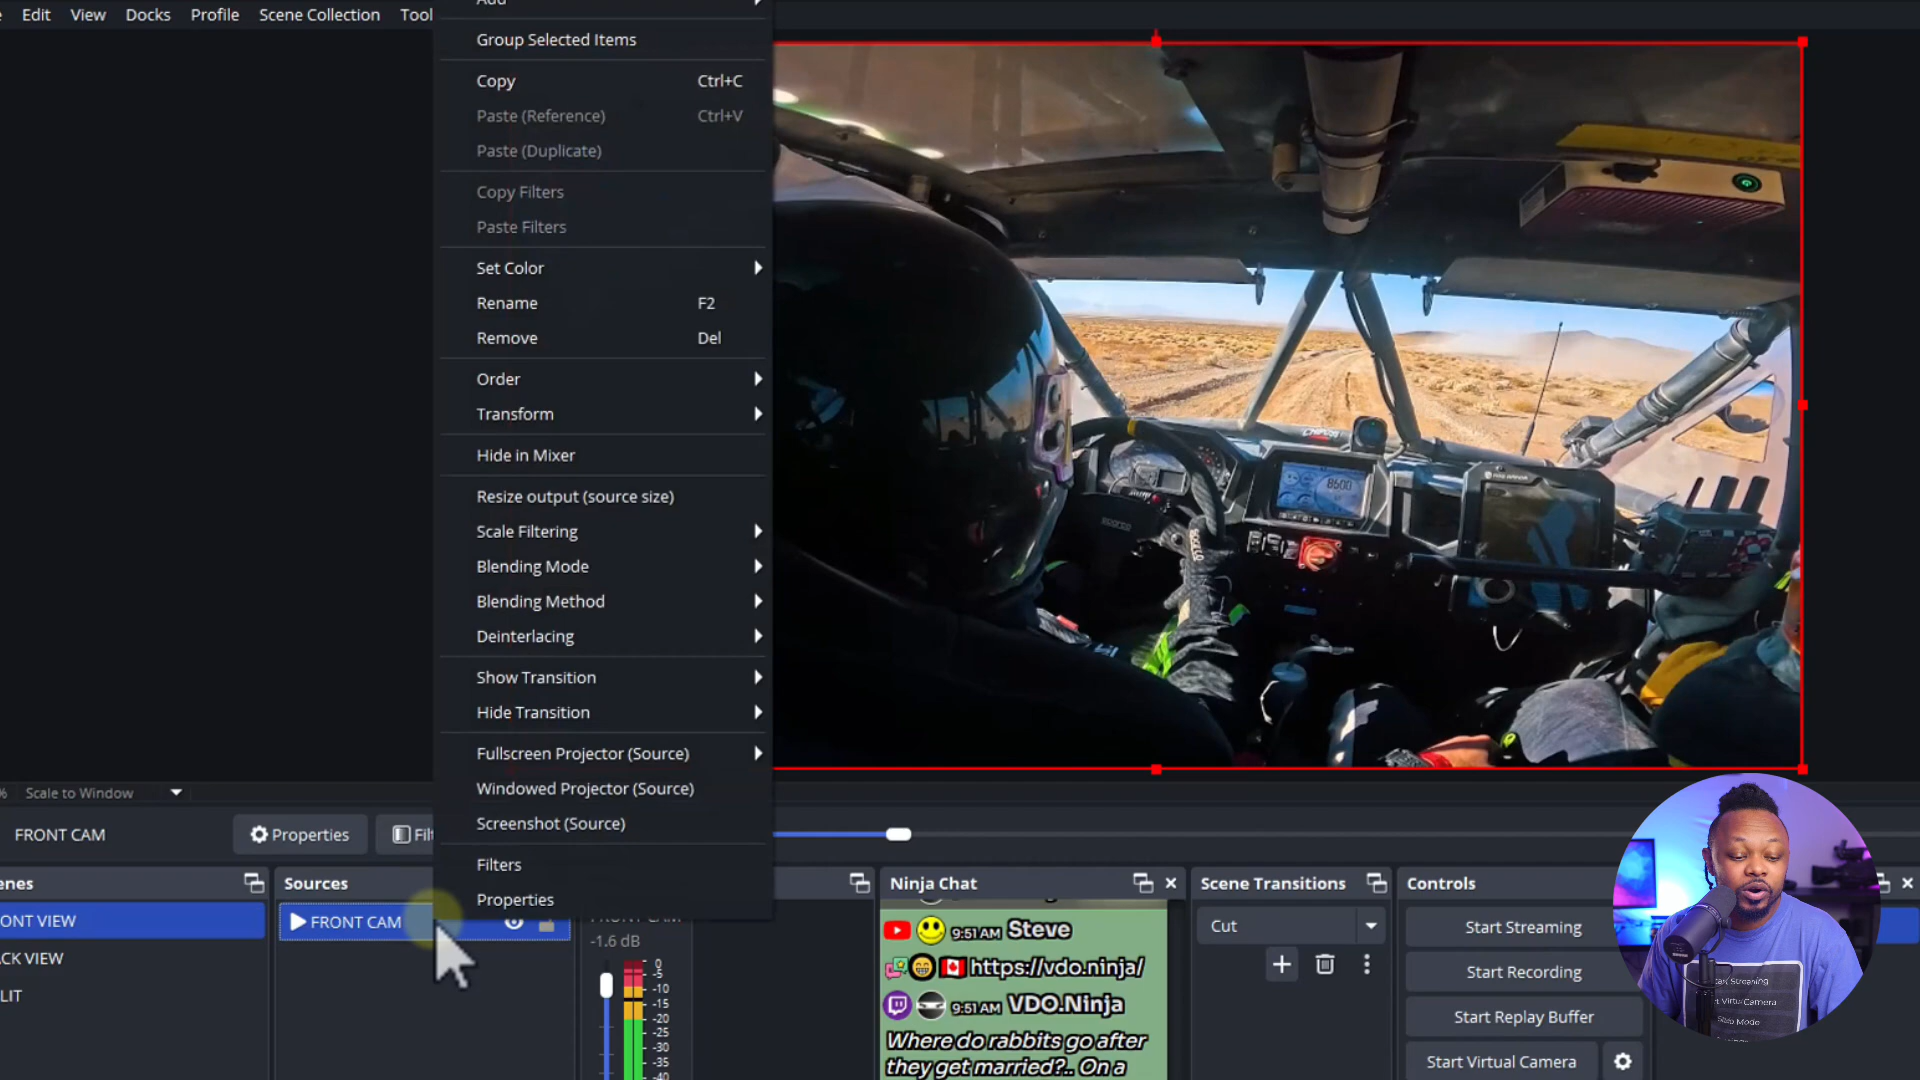 Edit View Docks Profile Scene Collection Tool
Group Selected Items
Copy Ctrl+C
Paste (Reference) Ctrl+V
Paste (Duplicate)
Copy Filters
Paste Filters
Set Color
Rename F2
Remove Del
Order
Transform
Hide in Mixer
Resize output (source size)
Scale Filtering
Blending Mode
Blending Method
Deinterlacing
Show Transition
Hide Transition
Fullscreen Projector (Source)
Windowed Projector (Source)
Screenshot (Source)
Filters
Properties
8600
% Scale to Window
FRONT CAM Properties Filt
enes
ONT VIEW
CK VIEW
LIT
Sources
FRONT CAM
-1.6 dB
0
-5
-10
-15
-20
-25
-30
-35
-40
Ninja Chat
9:51 AM Steve
https://vdo.ninja/
9:51 AM VDO.Ninja
Where do rabbits go after
they get married?.. On a
Scene Transitions
Cut
Controls
Start Streaming
Start Recording
Start Replay Buffer
Start Virtual Camera